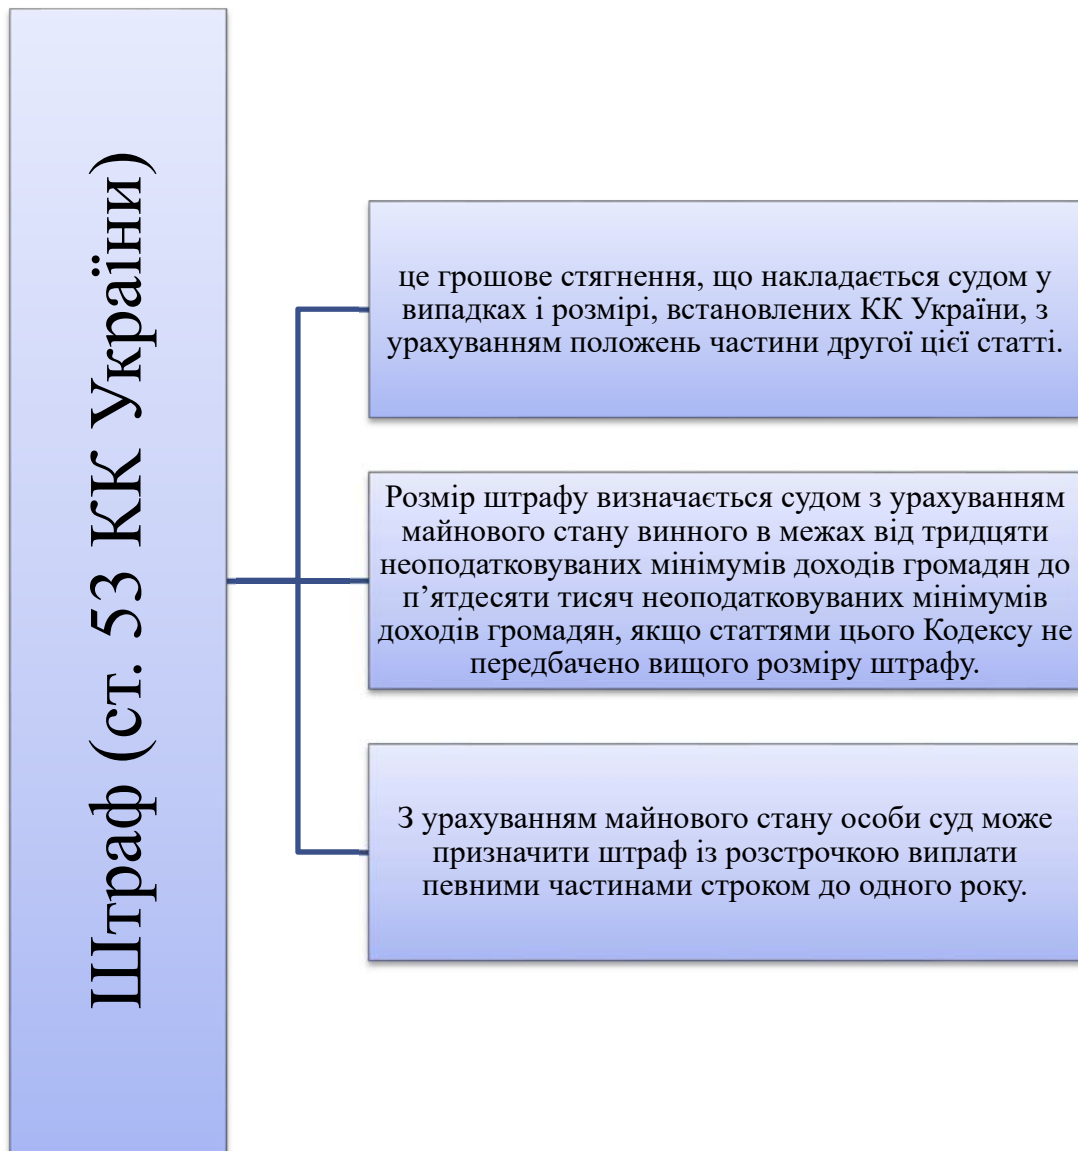 Штраф (ст. 53 КК України)
це грошове стягнення, що накладається судом у
випадках і розмірі, встановлених КК України, з
урахуванням положень частини другої цієї статті.
Розмір штрафу визначається судом з урахуванням
майнового стану винного в межах від тридцяти
неоподатковуваних мінімумів доходів громадян до
п’ятдесяти тисяч неоподатковуваних мінімумів
доходів громадян, якщо статтями цього Кодексу не
передбачено вищого розміру штрафу.
З урахуванням майнового стану особи суд може
призначити штраф із розстрочкою виплати
певними частинами строком до одного року.